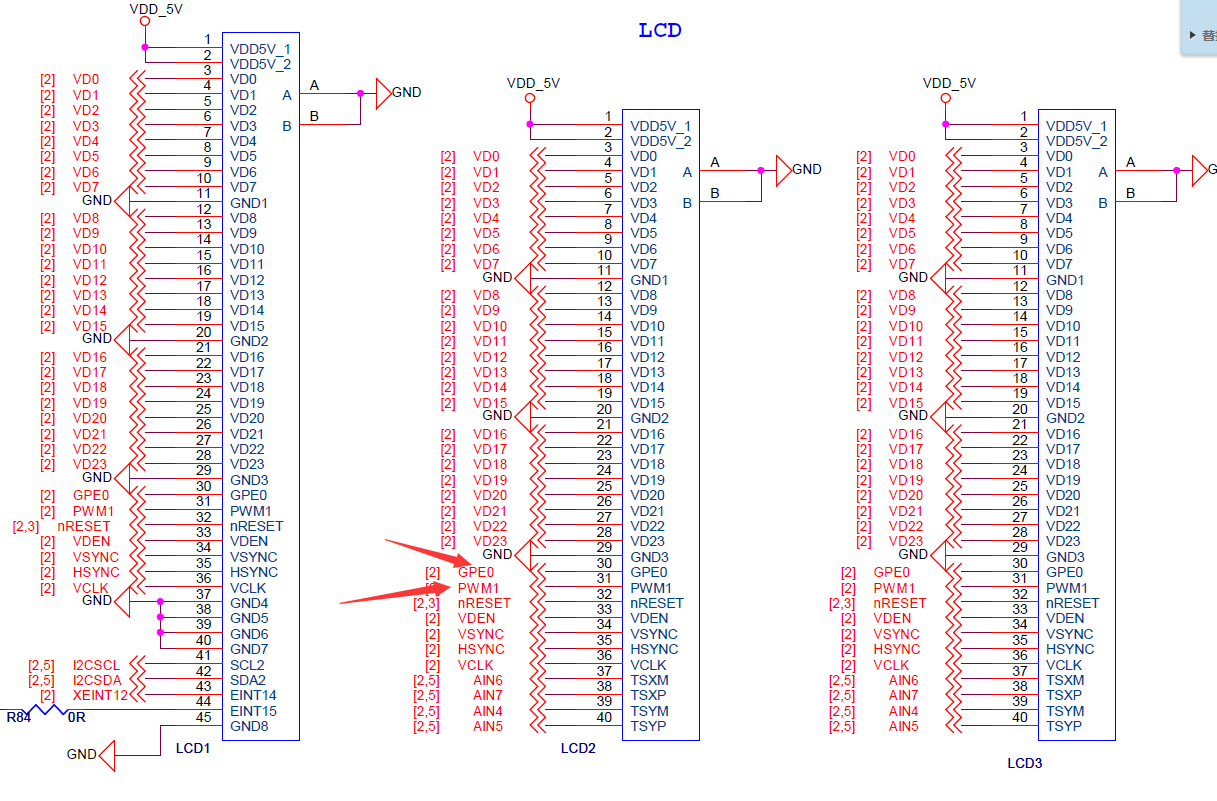 LCD
替
VDD_5V
1 VDD5V_1
2 VDD5V_2
[2] VD0 3 VD0
[2] VD1 4 VD1 A A GND
[2] VD2 5 VD2
[2] VD3 6 VD3 B B
[2] VD4 7 VD4
[2] VD5 8 VD5
[2] VD6 9 VD6
[2] VD7 10 VD7
GND 11 GND1
[2] VD8 12 VD8
[2] VD9 13 VD9
[2] VD10 14 VD10
[2] VD11 15 VD11
[2] VD12 16 VD12
[2] VD13 17 VD13
[2] VD14 18 VD14
[2] VD15 19 VD15
GND 20 GND2
[2] VD16 21 VD16
[2] VD17 22 VD17
[2] VD18 23 VD18
[2] VD19 24 VD19
[2] VD20 25 VD20
[2] VD21 26 VD21
[2] VD22 27 VD22
[2] VD23 28 VD23
GND 29 GND3
[2] GPE0 30 GPE0
[2] PWM1 31 PWM1
[2,3] nRESET 32 nRESET
[2] VDEN 33 VDEN
[2] VSYNC 34 VSYNC
[2] HSYNC 35 HSYNC
[2] VCLK 36 VCLK
GND 37 GND4
38 GND5
39 GND6
40 GND7
[2,5] I2CSCL 41 SCL2
[2,5] I2CSDA 42 SDA2
[2] XEINT12 43 EINT14
R84 0R 44 EINT15
45 GND8
GND
LCD1
VDD_5V
1 VDD5V_1
2 VDD5V_2
[2] VD0 3 VD0
[2] VD1 4 VD1 A A GND
[2] VD2 5 VD2
[2] VD3 6 VD3 B B
[2] VD4 7 VD4
[2] VD5 8 VD5
[2] VD6 9 VD6
[2] VD7 10 VD7
GND 11 GND1
[2] VD8 12 VD8
[2] VD9 13 VD9
[2] VD10 14 VD10
[2] VD11 15 VD11
[2] VD12 16 VD12
[2] VD13 17 VD13
[2] VD14 18 VD14
[2] VD15 19 VD15
GND 20 GND2
[2] VD16 21 VD16
[2] VD17 22 VD17
[2] VD18 23 VD18
[2] VD19 24 VD19
[2] VD20 25 VD20
[2] VD21 26 VD21
[2] VD22 27 VD22
[2] VD23 28 VD23
GND 29 GND3
[2] GPE0 30 GPE0
PWM1 31 PWM1
[2,3] nRESET 32 nRESET
[2] VDEN 33 VDEN
[2] VSYNC 34 VSYNC
[2] HSYNC 35 HSYNC
[2] VCLK 36 VCLK
[2,5] AIN6 37 TSXM
[2,5] AIN7 38 TSXP
[2,5] AIN4 39 TSYM
[2,5] AIN5 40 TSYP
LCD2
VDD_5V
1 VDD5V_1
2 VDD5V_2
[2] VD0 3 VD0
[2] VD1 4 VD1 A A
[2] VD2 5 VD2
[2] VD3 6 VD3 B B
[2] VD4 7 VD4
[2] VD5 8 VD5
[2] VD6 9 VD6
[2] VD7 10 VD7
GND 11 GND1
[2] VD8 12 VD8
[2] VD9 13 VD9
[2] VD10 14 VD10
[2] VD11 15 VD11
[2] VD12 16 VD12
[2] VD13 17 VD13
[2] VD14 18 VD14
[2] VD15 19 VD15
GND 20 GND2
[2] VD16 21 VD16
[2] VD17 22 VD17
[2] VD18 23 VD18
[2] VD19 24 VD19
[2] VD20 25 VD20
[2] VD21 26 VD21
[2] VD22 27 VD22
[2] VD23 28 VD23
GND 29 GND3
[2] GPE0 30 GPE0
[2] PWM1 31 PWM1
[2,3] nRESET 32 nRESET
[2] VDEN 33 VDEN
[2] VSYNC 34 VSYNC
[2] HSYNC 35 HSYNC
[2] VCLK 36 VCLK
[2,5] AIN6 37 TSXM
[2,5] AIN7 38 TSXP
[2,5] AIN4 39 TSYM
[2,5] AIN5 40 TSYP
LCD3